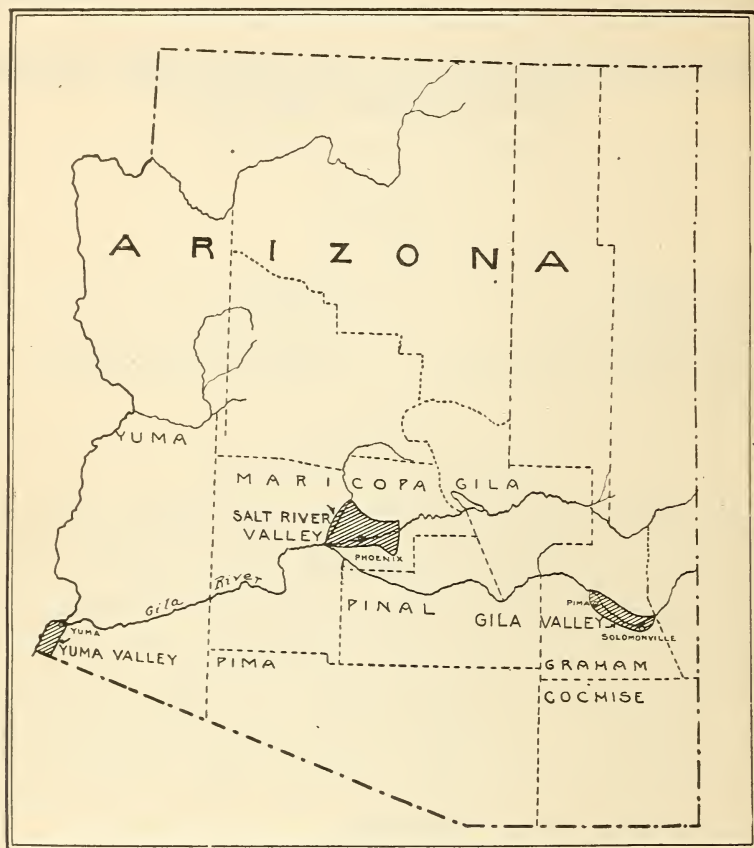 ARIZONA
YUMA
MARICOPA
GILA
SALT RIVER
VALLEY
PHOENIX
Gila River
PINAL
PIMA
GILA VALLEY
SOLOMONVILLE
YUMA
YUMA VALLEY
PIMA
GRAHAM
COCHISE